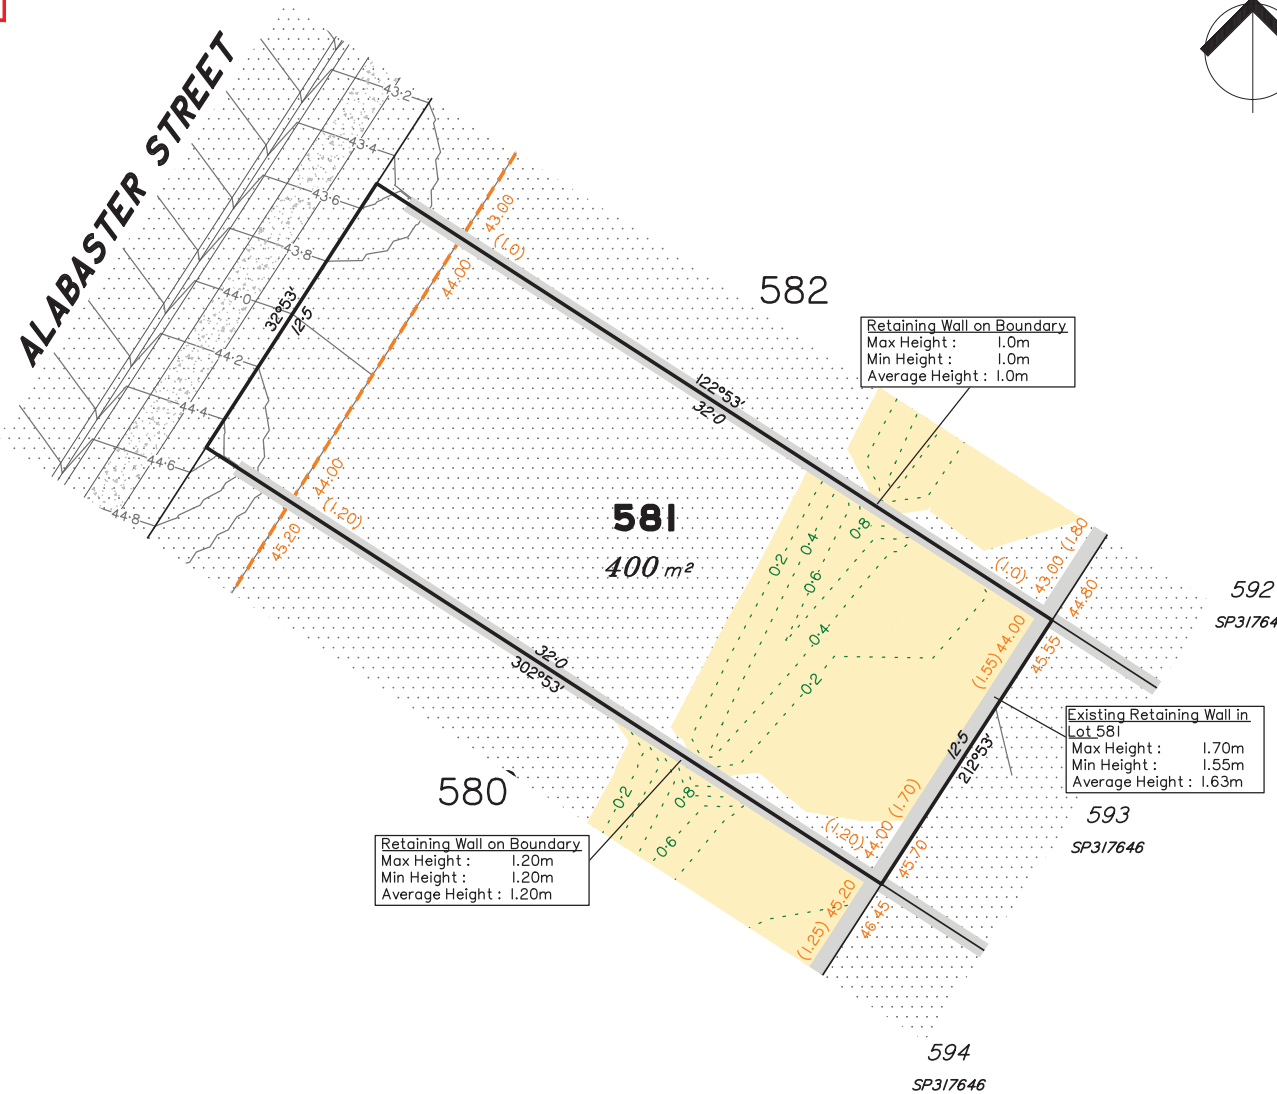 ALABASTER STREET
43·2
43·4
43·6
43·8
44·0
44·2
44·4
44·6
44·8
32°53'
12·5
43.00
(1.0)
44.00
44.00
(1.20)
45.20
582
Retaining Wall on Boundary
Max Height : 1.0m
Min Height : 1.0m
Average Height : 1.0m
122°53'
32·0
581
400 m²
0·2
0·4
0·6
0·8
0·4
0·2
(1.0)
43.00 (1.80)
44.80
592
(1.55) 44.00
45.55
32·0
302°53'
Existing Retaining Wall in
Lot 581
Max Height : 1.70m
Min Height : 1.55m
Average Height : 1.63m
12·5
212°53'
580
0·2
0·8
0·6
(1.20)
44.00 (1.70)
45.70
593
SP317646
Retaining Wall on Boundary
Max Height : 1.20m
Min Height : 1.20m
Average Height : 1.20m
(1.25) 45.20
46.45
594
SP317646